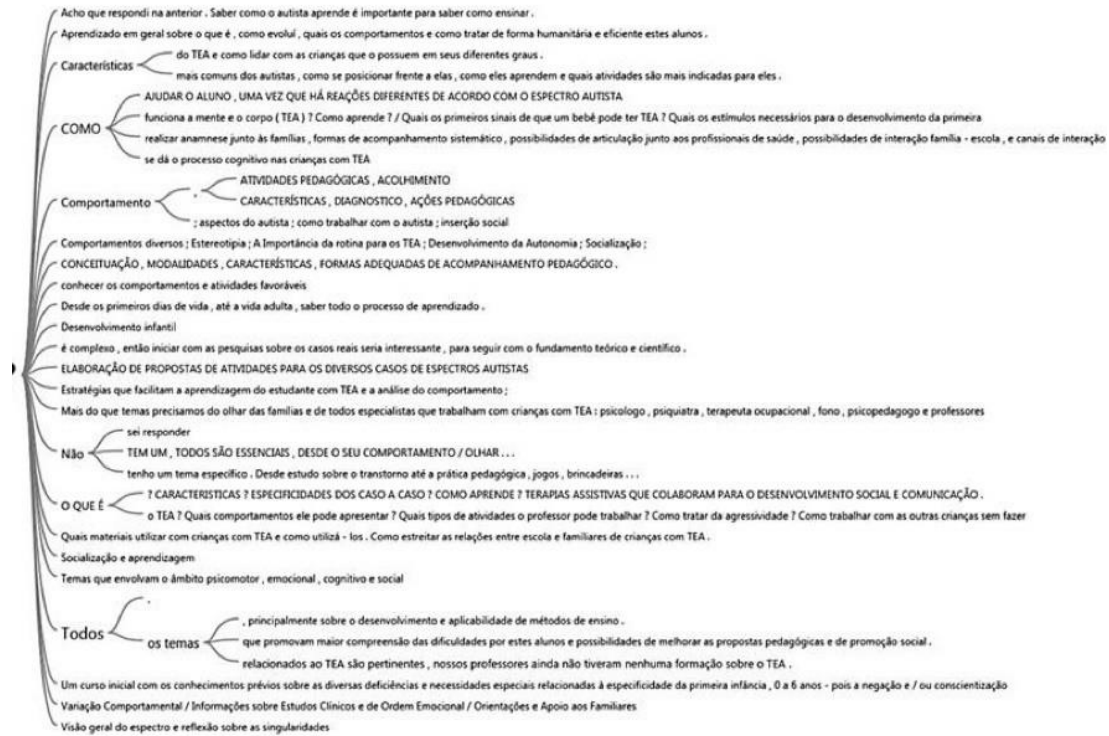 Acho que respondi na anterior . Saber como o autista aprende é importante para saber como ensinar .
Aprendizado em geral sobre o que é , como evoluí , quais os comportamentos e como tratar de forma humanitária e eficiente estes alunos .
Características
do TEA e como lidar com as crianças que o possuem em seus diferentes graus .
mais comuns dos autistas , como se posicionar frente a elas , como eles aprendem e quais atividades são mais indicadas para eles .
COMO
AJUDAR O ALUNO , UMA VEZ QUE HÁ REAÇÕES DIFERENTES DE ACORDO COM O ESPECTRO AUTISTA
funciona a mente e o corpo ( TEA ) ? Como aprende ? / Quais os primeiros sinais de que um bebê pode ter TEA ? Quais os estímulos necessários para o desenvolvimento da primeira
realizar anamnese junto às famílias , formas de acompanhamento sistemático , possibilidades de articulação junto aos profissionais de saúde , possibilidades de interação família - escola , e canais de interação
se dá o processo cognitivo nas crianças com TEA
Comportamento
,
ATIVIDADES PEDAGÓGICAS , ACOLHIMENTO
CARACTERÍSTICAS , DIAGNOSTICO , AÇÕES PEDAGÓGICAS
; aspectos do autista ; como trabalhar com o autista ; inserção social
Comportamentos diversos ; Estereotipia ; A Importância da rotina para os TEA ; Desenvolvimento da Autonomia ; Socialização ;
CONCEITUAÇÃO , MODALIDADES , CARACTERÍSTICAS , FORMAS ADEQUADAS DE ACOMPANHAMENTO PEDAGÓGICO .
conhecer os comportamentos e atividades favoráveis
Desde os primeiros dias de vida , até a vida adulta , saber todo o processo de aprendizado .
Desenvolvimento infantil
é complexo , então iniciar com as pesquisas sobre os casos reais seria interessante , para seguir com o fundamento teórico e científico .
ELABORAÇÃO DE PROPOSTAS DE ATIVIDADES PARA OS DIVERSOS CASOS DE ESPECTROS AUTISTAS
Estratégias que facilitam a aprendizagem do estudante com TEA e a análise do comportamento ;
Mais do que temas precisamos do olhar das famílias e de todos especialistas que trabalham com crianças com TEA : psicologo , psiquiatra , terapeuta ocupacional , fono , psicopedagogo e professores
Não
sei responder
TEM UM , TODOS SÃO ESSENCIAIS , DESDE O SEU COMPORTAMENTO / OLHAR . . .
tenho um tema específico . Desde estudo sobre o transtorno até a prática pedagógica , jogos , brincadeiras . . .
O QUE É
? CARACTERISTICAS ? ESPECIFICIDADES DOS CASO A CASO ? COMO APRENDE ? TERAPIAS ASSISTIVAS QUE COLABORAM PARA O DESENVOLVIMENTO SOCIAL E COMUNICAÇÃO .
o TEA ? Quais comportamentos ele pode apresentar ? Quais tipos de atividades o professor pode trabalhar ? Como tratar da agressividade ? Como trabalhar com as outras crianças sem fazer
Quais materiais utilizar com crianças com TEA e como utilizá - los . Como estreitar as relações entre escola e familiares de crianças com TEA .
Socialização e aprendizagem
Temas que envolvam o âmbito psicomotor , emocional , cognitivo e social
Todos
.
os temas
, principalmente sobre o desenvolvimento e aplicabilidade de métodos de ensino .
que promovam maior compreensão das dificuldades por estes alunos e possibilidades de melhorar as propostas pedagógicas e de promoção social .
relacionados ao TEA são pertinentes , nossos professores ainda não tiveram nenhuma formação sobre o TEA .
Um curso inicial com os conhecimentos prévios sobre as diversas deficiências e necessidades especiais relacionadas à especificidade da primeira infância , 0 a 6 anos - pois a negação e / ou conscientização
Variação Comportamental / Informações sobre Estudos Clínicos e de Ordem Emocional / Orientações e Apoio aos Familiares
Visão geral do espectro e reflexão sobre as singularidades